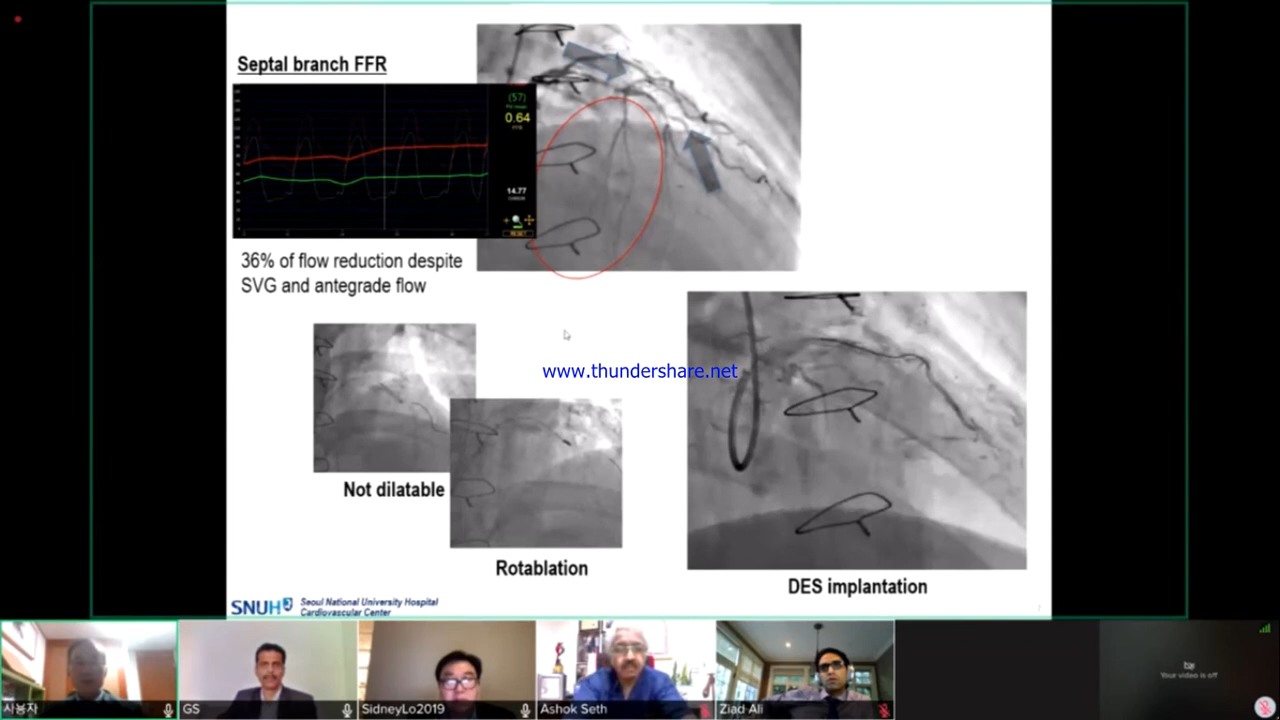 Septal branch FFR
(57)
0.64
14.77
36% of flow reduction despite
SVG and antegrade flow
www.thundershare.net
Not dilatable
Rotablation
DES implantation
SNUH Seoul National University Hospital
Cardiovascular Center
사용자
GS
SidneyLo2019
Ashok Seth
Ziad Ali
Your video is off